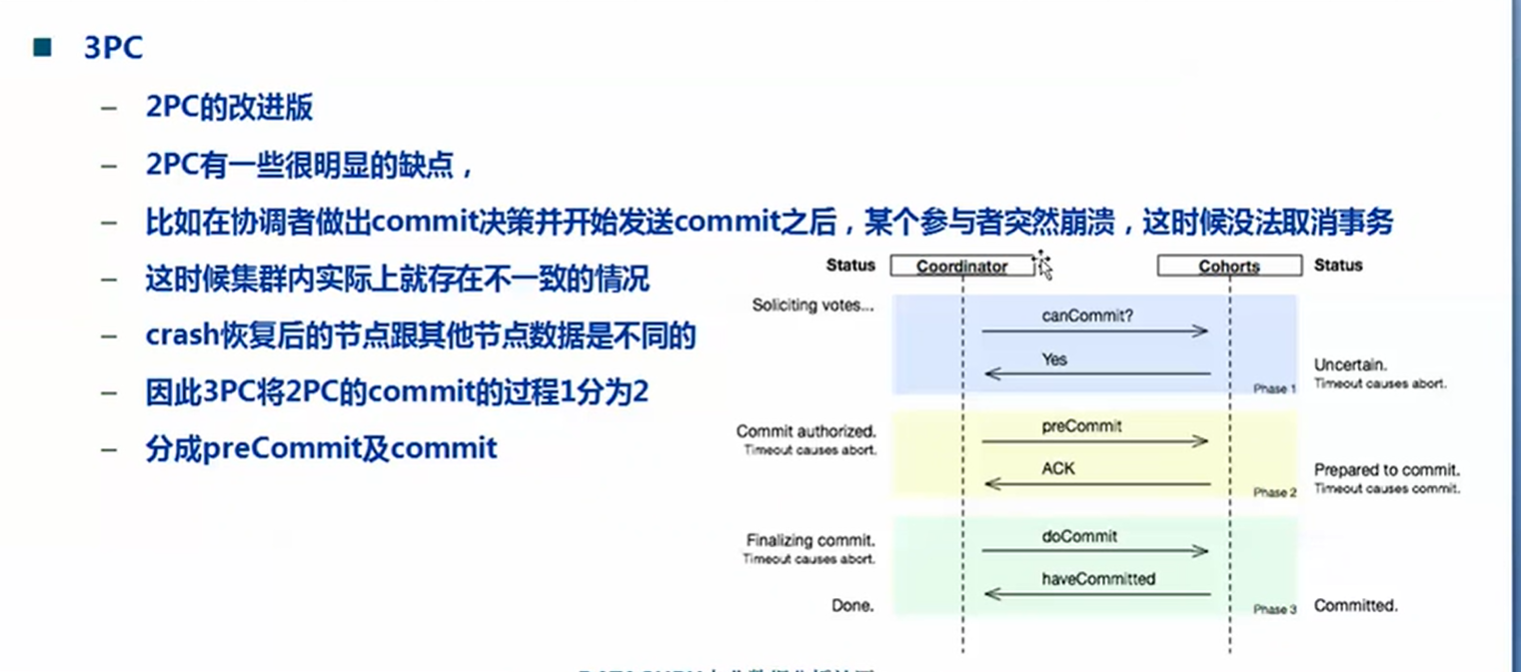 3PC
– 2PC的改进版
– 2PC有一些很明显的缺点，
– 比如在协调者做出commit决策并开始发送commit之后，某个参与者突然崩溃，这时候没法取消事务
– 这时候集群内实际上就存在不一致的情况
– crash恢复后的节点跟其他节点数据是不同的
– 因此3PC将2PC的commit的过程1分为2
– 分成preCommit及commit
Status Coordinator Cohorts Status
Soliciting votes...
canCommit?
Yes
Uncertain.
Timeout causes abort.
Phase 1
Commit authorized.
Timeout causes abort.
preCommit
ACK
Prepared to commit.
Timeout causes commit.
Phase 2
Finalizing commit.
Timeout causes abort.
doCommit
haveCommitted
Done.
Phase 3
Committed.